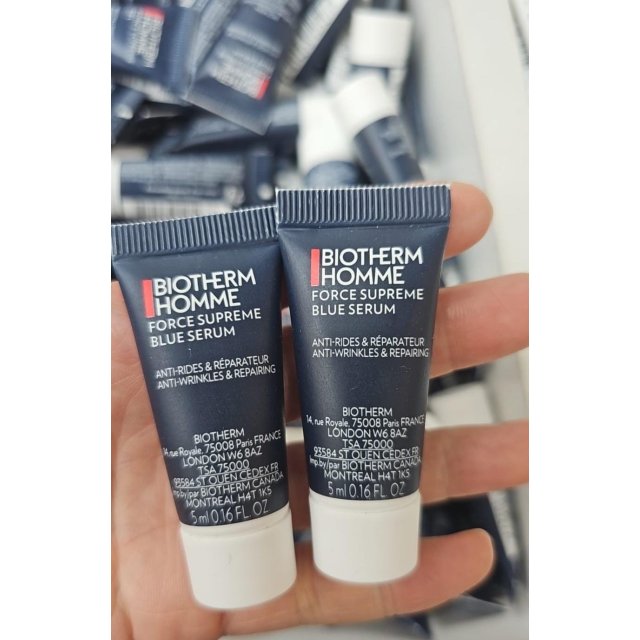 BIOTHERM
HOMME
FORCE SUPREME
BLUE SERUM
ANTI-RIDES & RÉPARATEUR
ANTI-WRINKLES & REPAIRING
BIOTHERM
14, rue Royale, 75008 Paris FRANCE
LONDON W6 8AZ
TSA 75000
93584 ST OUEN CEDEX FR
Imp.by/par BIOTHERM CANADA
MONTREAL H4T 1K5
5 ml 0.16 FL. OZ
BIOTHERM
HOMME
FORCE SUPREME
BLUE SERUM
ANTI-RIDES & RÉPARATEUR
ANTI-WRINKLES & REPAIRING
BIOTHERM
14, rue Royale, 75008 Paris FRANCE
LONDON W6 8AZ
TSA 75000
93584 ST OUEN CEDEX FR
Imp.by/par BIOTHERM CANADA
MONTREAL H4T 1K5
5 ml 0.16 FL. OZ